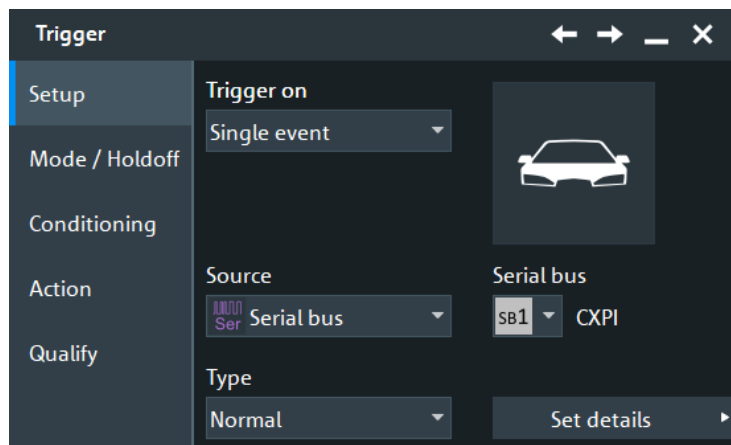 Trigger
Setup
Mode / Holdoff
Conditioning
Action
Qualify
Trigger on
Single event
Source
Ser Serial bus
Serial bus
SB1 CXPI
Type
Normal
Set details